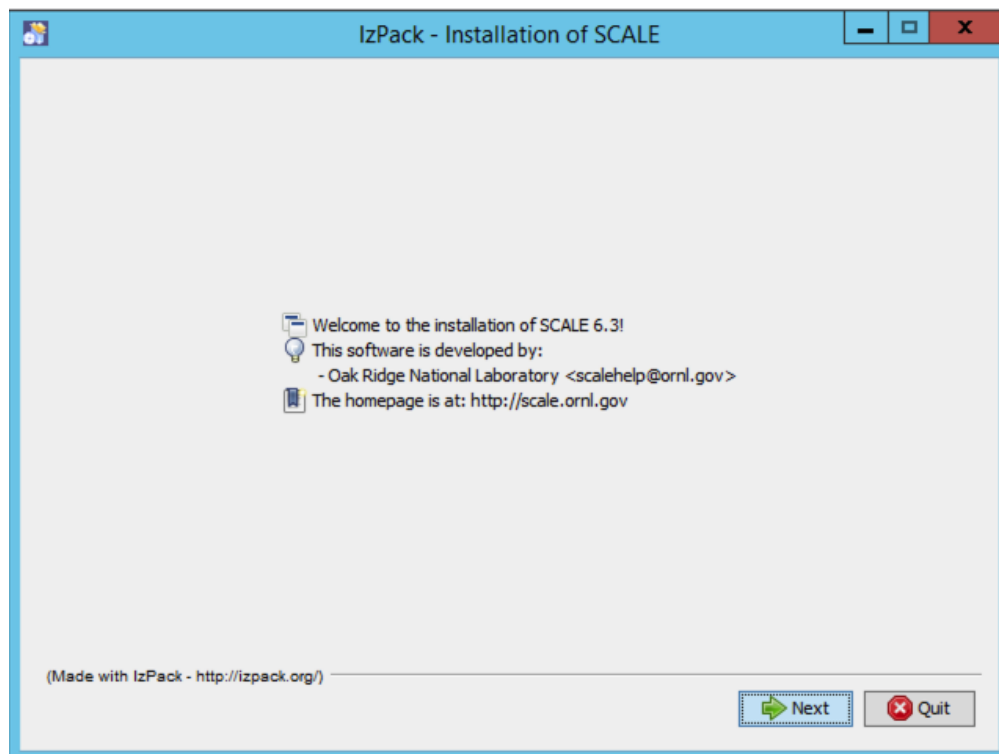 IzPack - Installation of SCALE
Welcome to the installation of SCALE 6.3!
This software is developed by:
- Oak Ridge National Laboratory <scalehelp@ornl.gov>
The homepage is at: http://scale.ornl.gov
(Made with IzPack - http://izpack.org/)
Next
Quit